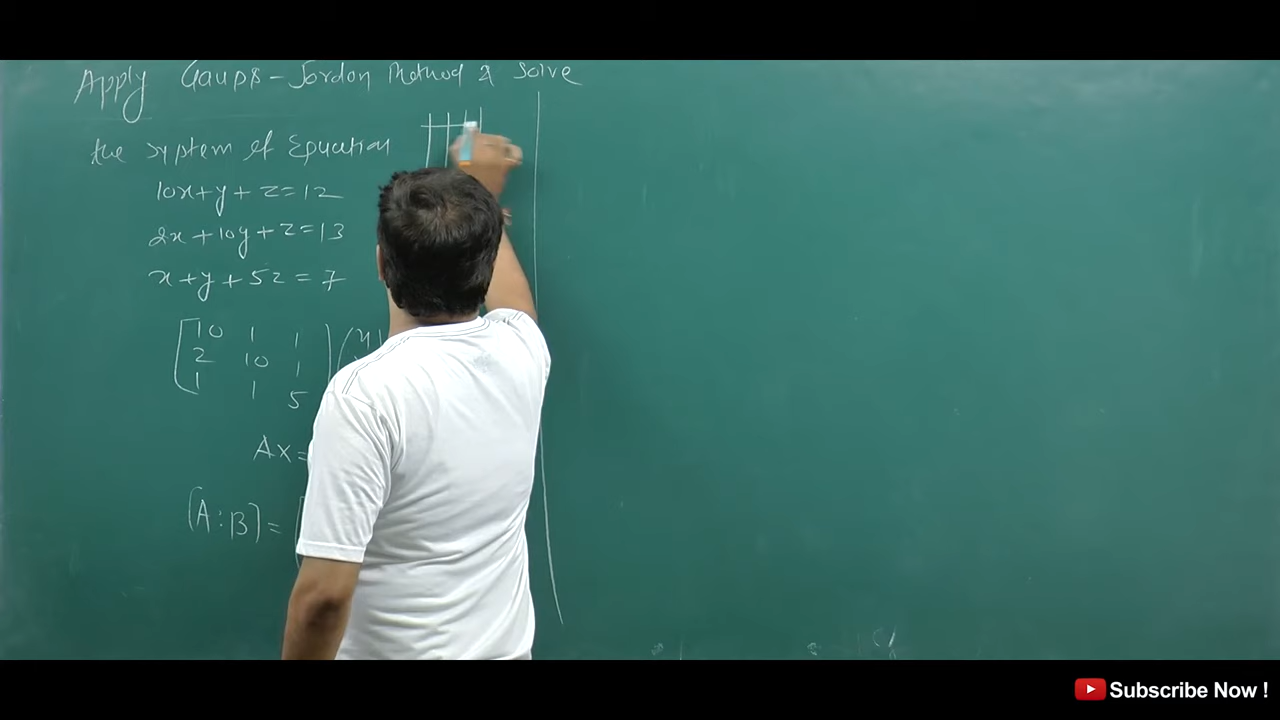 Apply Gauss-Jordon Method & Solve
the system of Equation
10x+y+z=12
2x+10y+z=13
x+y+5z=7
10 1 1
2 10 1
1 1 5
AX=
[A:B]=
Subscribe Now !